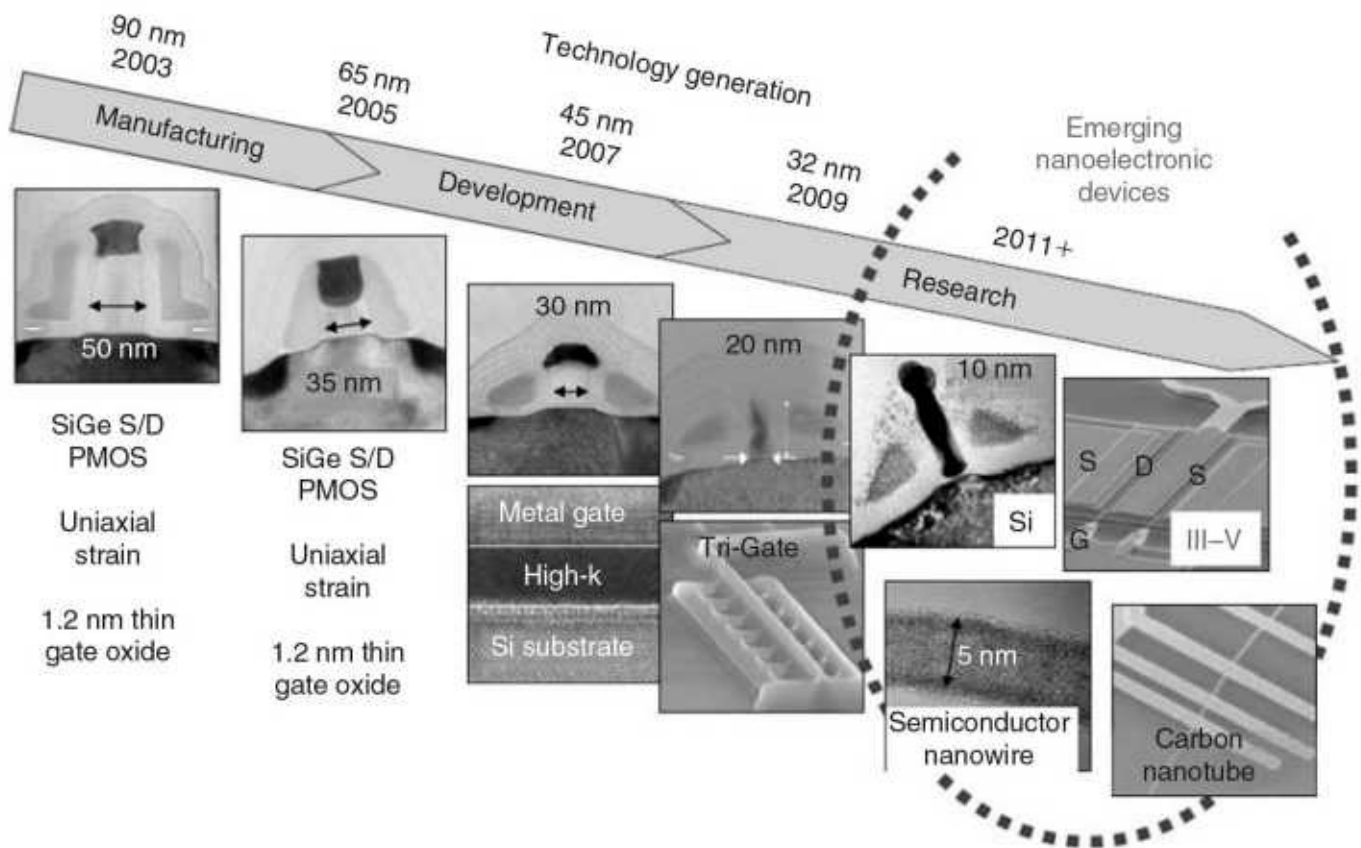 90 nm
2003
65 nm
2005
Technology generation
45 nm
2007
32 nm
2009
Emerging
nanoelectronic
devices
2011+
Manufacturing
Development
Research
50 nm
35 nm
30 nm
20 nm
10 nm
SiGe S/D
PMOS
Uniaxial
strain
1.2 nm thin
gate oxide
SiGe S/D
PMOS
Uniaxial
strain
1.2 nm thin
gate oxide
Metal gate
High-k
Si substrate
Tri-Gate
Si
S D S
G
III–V
5 nm
Semiconductor
nanowire
Carbon
nanotube